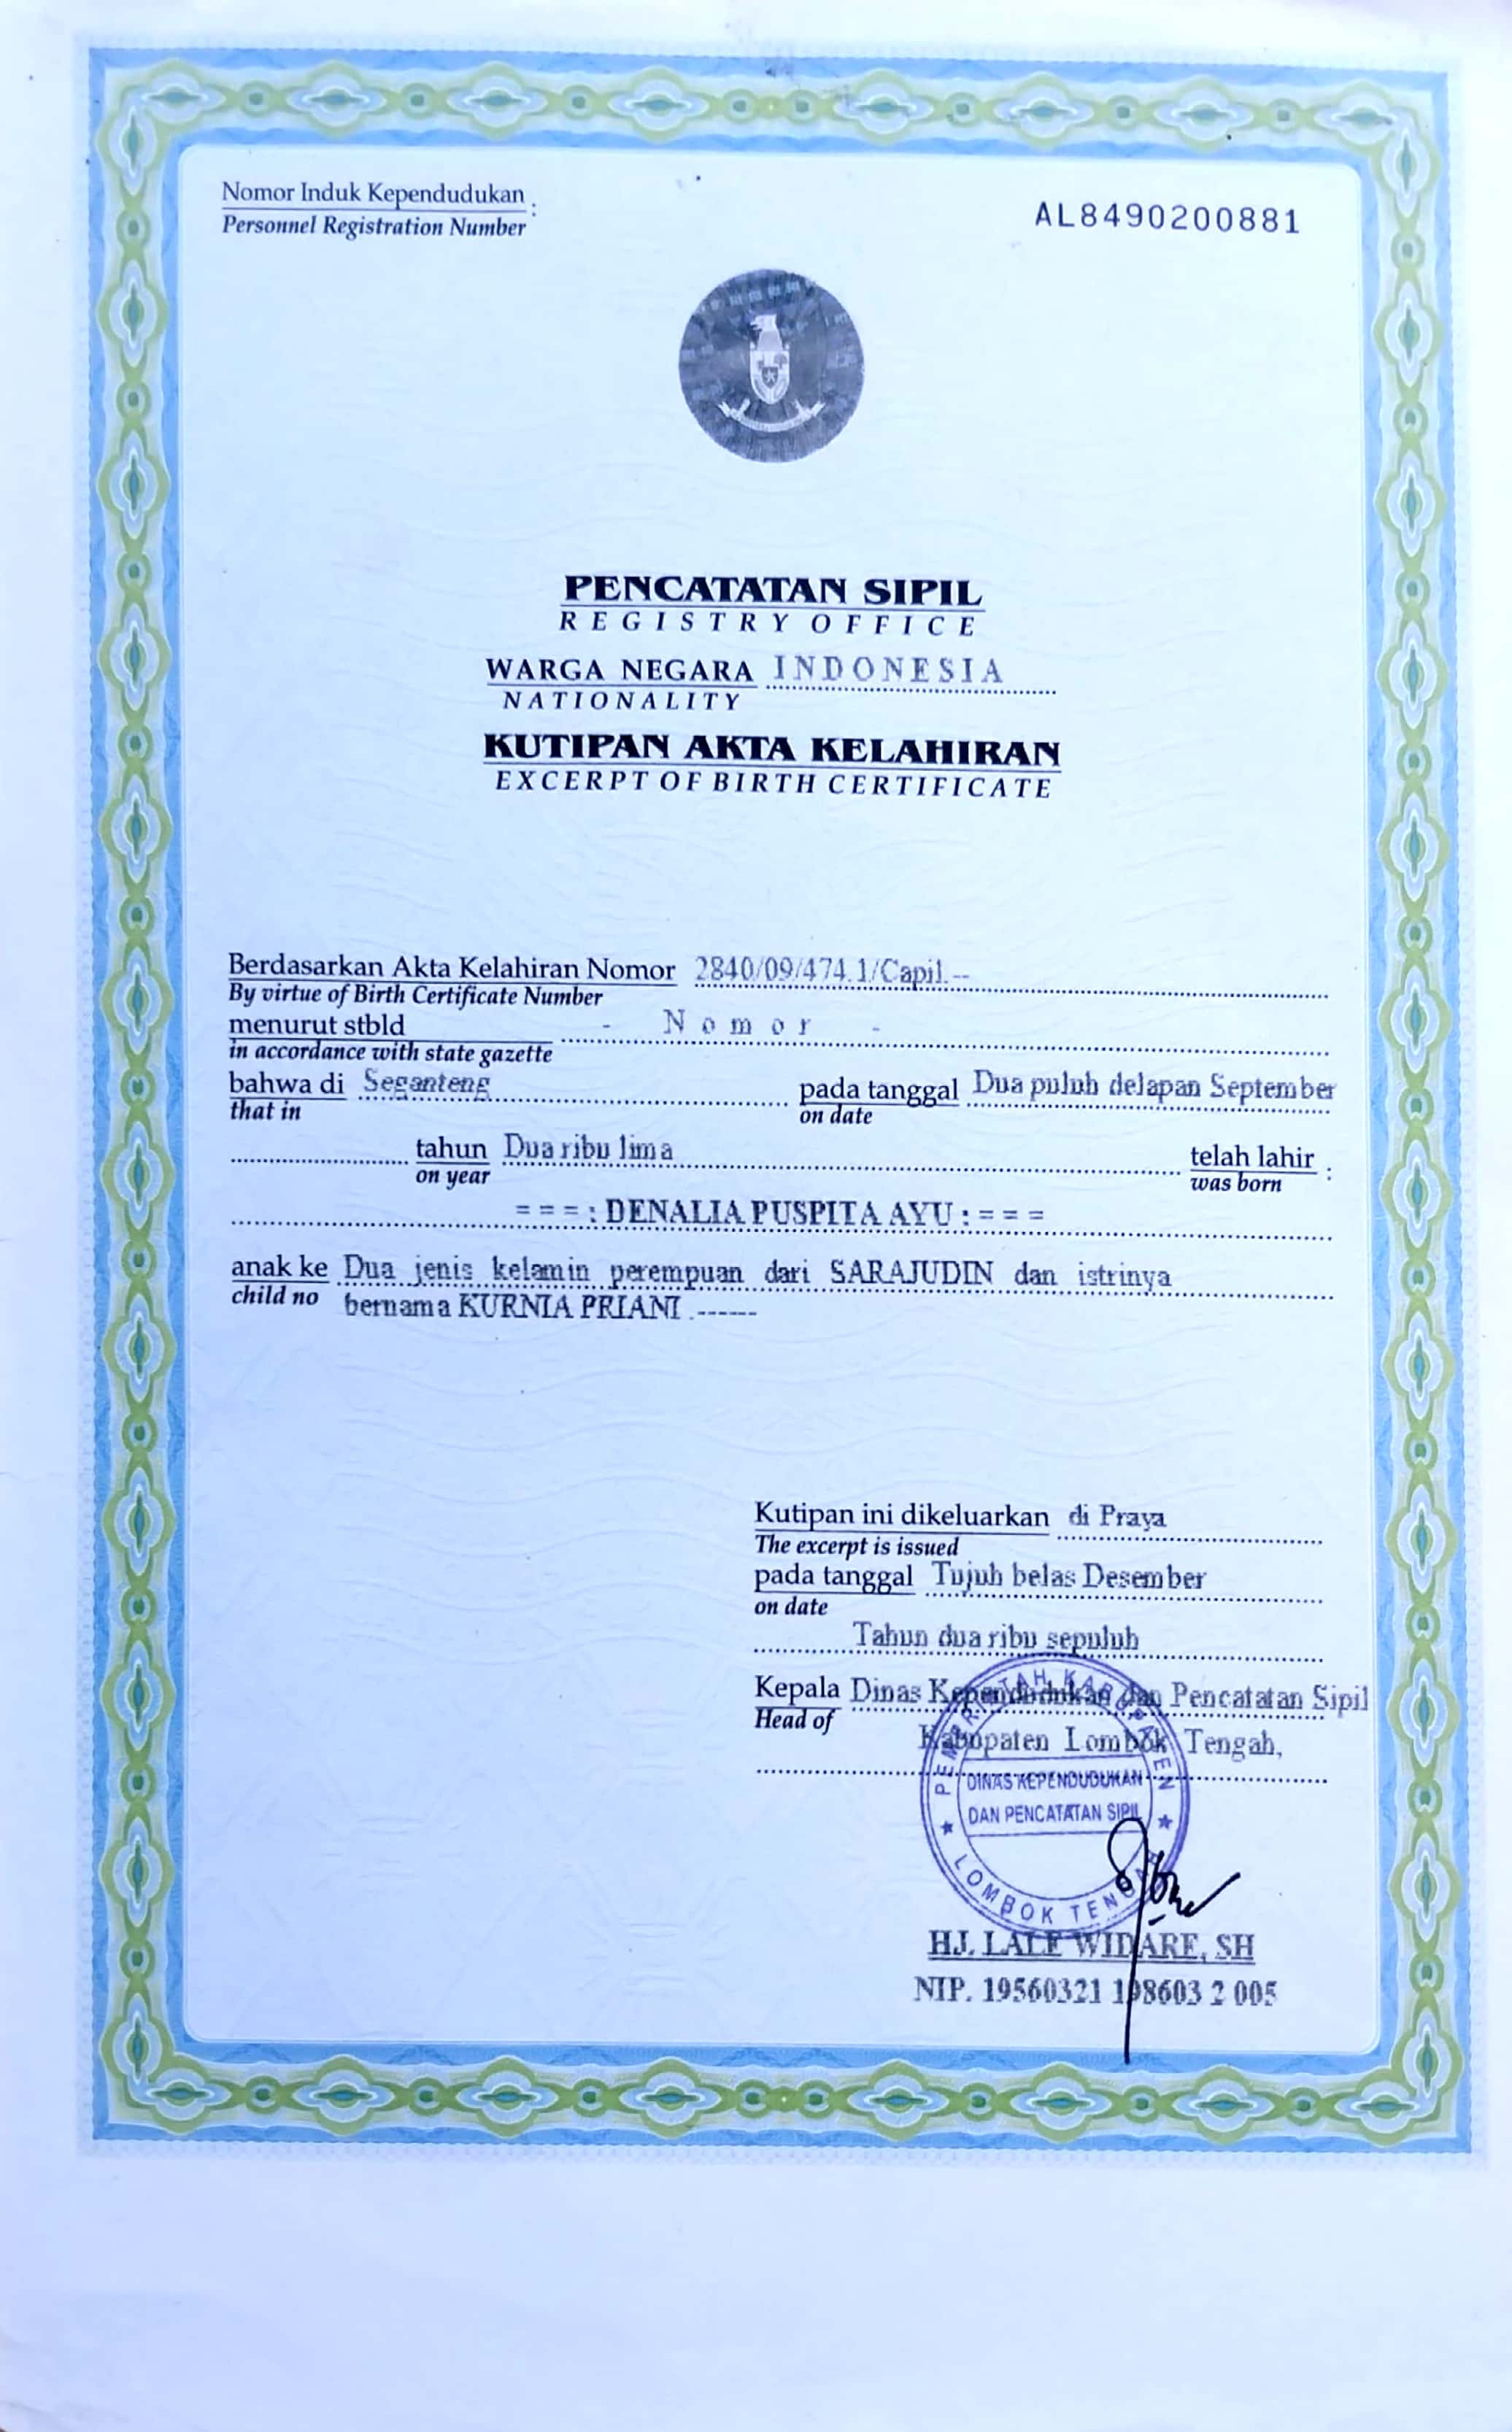 Nomor Induk Kependudukan :
Personnel Registration Number
AL8490200881
PENCATATAN SIPIL
REGISTRY OFFICE
WARGA NEGARA INDONESIA
NATIONALITY
KUTIPAN AKTA KELAHIRAN
EXCERPT OF BIRTH CERTIFICATE
Berdasarkan Akta Kelahiran Nomor 2840/09/474.1/Capil.--
By virtue of Birth Certificate Number
menurut stbld - Nomor -
in accordance with state gazette
bahwa di Seganteng pada tanggal Dua puluh delapan September
that in on date
tahun Dua ribu lima telah lahir :
on year was born
= = = : DENALIA PUSPITA AYU : = = =
anak ke Dua jenis kelamin perempuan dari SARAJUDIN dan istrinya
child no bernama KURNIA PRIANI .------
Kutipan ini dikeluarkan di Praya
The excerpt is issued
pada tanggal Tujuh belas Desember
on date
Tahun dua ribu sepuluh
Kepala Dinas Kependudukan dan Pencatatan Sipil
Head of
Kabupaten Lombok Tengah,
PEMERINTAH KABUPATEN
DINAS KEPENDUDUKAN
DAN PENCATATAN SIPIL
LOMBOK TENGAH
HJ. LALE WIDARE, SH
NIP. 19560321 198603 2 005